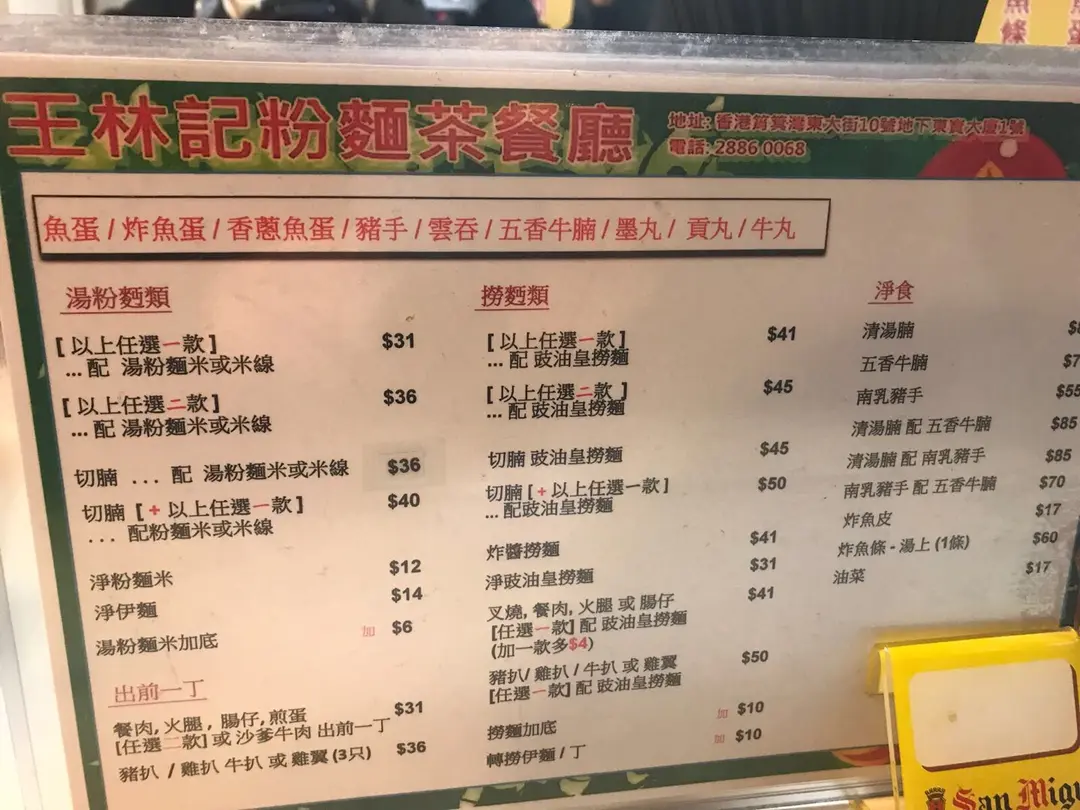 王林記粉麵茶餐廳
地址: 香港筲箕灣東大街10號地下東寶大廈1號
電話: 2886 0068
魚蛋 / 炸魚蛋 / 香蔥魚蛋 / 豬手 / 雲吞 / 五香牛腩 / 墨丸 / 貢丸 / 牛丸
湯粉麪類
[ 以上任選一款 ] $31
... 配 湯粉麵米或米線
[ 以上任選二款 ] $36
... 配 湯粉麵米或米線
切腩 ... 配 湯粉麵米或米線 $36
切腩 [ + 以上任選一款 ] $40
... 配粉麵米或米線
淨粉麵米 $12
淨伊麵 $14
湯粉麵米加底 加 $6
出前一丁
餐肉, 火腿 , 腸仔, 煎蛋 $31
[任選二款] 或 沙爹牛肉 出前一丁
豬扒 / 雞扒 牛扒 或 雞翼 (3只) $36
撈麪類
[ 以上任選一款 ] $41
... 配 豉油皇撈麵
[ 以上任選二款 ] $45
... 配 豉油皇撈麵
切腩 豉油皇撈麵 $45
切腩 [ + 以上任選一款 ] $50
... 配豉油皇撈麵
炸醬撈麵 $41
淨豉油皇撈麵 $31
叉燒, 餐肉, 火腿 或 腸仔 $41
[任選一款] 配 豉油皇撈麵
(加一款多$4)
豬扒/ 雞扒 / 牛扒 或 雞翼 $50
[任選一款] 配 豉油皇撈麵
撈麵加底 加 $10
轉撈伊麵 / 丁 加 $10
淨食
清湯腩
五香牛腩
南乳豬手 $55
清湯腩 配 五香牛腩 $85
清湯腩 配 南乳豬手 $85
南乳豬手 配 五香牛腩 $70
炸魚皮 $17
炸魚條 - 湯上 (1條) $60
油菜 $17
San Migu